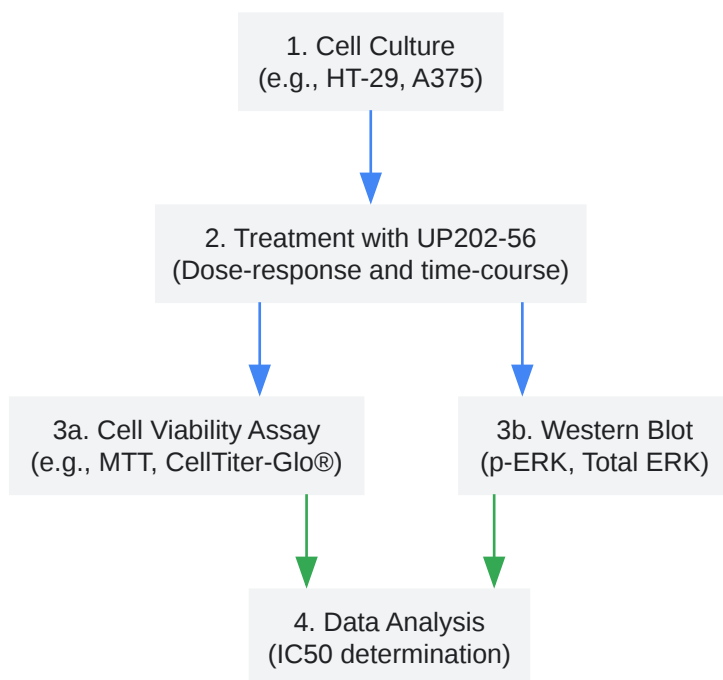 1. Cell Culture
(e.g., HT-29, A375)
2. Treatment with UP202-56
(Dose-response and time-course)
3a. Cell Viability Assay
(e.g., MTT, CellTiter-Glo®)
3b. Western Blot
(p-ERK, Total ERK)
4. Data Analysis
(IC50 determination)